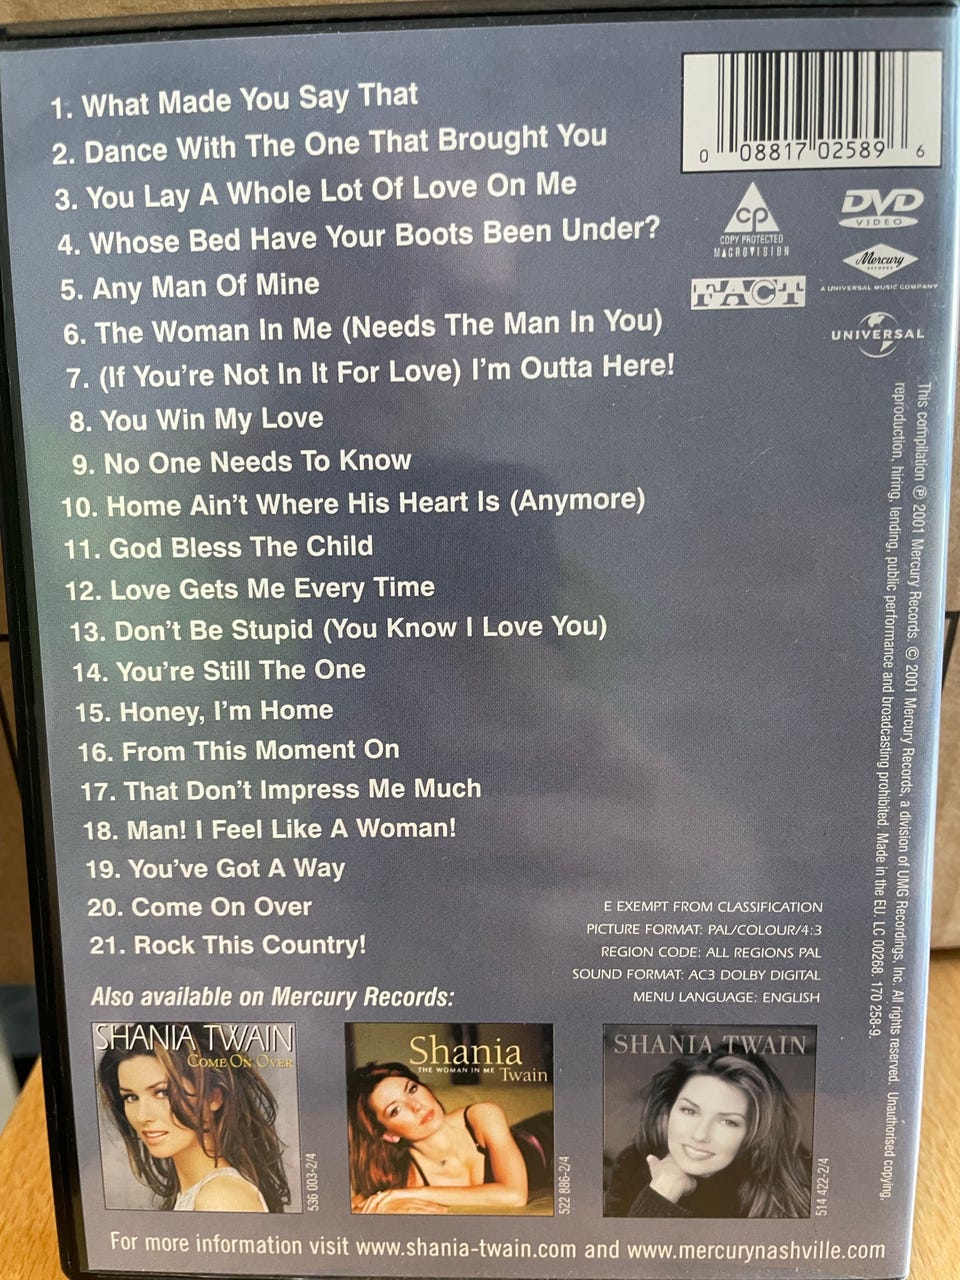 1. What Made You Say That
2. Dance With The One That Brought You
3. You Lay A Whole Lot Of Love On Me
4. Whose Bed Have Your Boots Been Under?
5. Any Man Of Mine
6. The Woman In Me (Needs The Man In You)
7. (If You're Not In It For Love) I'm Outta Here!
8. You Win My Love
9. No One Needs To Know
10. Home Ain't Where His Heart Is (Anymore)
11. God Bless The Child
12. Love Gets Me Every Time
13. Don't Be Stupid (You Know I Love You)
14. You're Still The One
15. Honey, I'm Home
16. From This Moment On
17. That Don't Impress Me Much
18. Man! I Feel Like A Woman!
19. You've Got A Way
20. Come On Over
21. Rock This Country!
0 08817 02589 6
cp
COPY PROTECTED
MACROVISION
DVD
VIDEO
Mercury
RECORDS
A UNIVERSAL MUSIC COMPANY
FACT
UNIVERSAL
This compilation ℗ 2001 Mercury Records. © 2001 Mercury Records, a division of UMG Recordings, Inc. All rights reserved. Unauthorised copying,
reproduction, hiring, lending, public performance and broadcasting prohibited. Made in the EU. LC 00268. 170 258-9.
E EXEMPT FROM CLASSIFICATION
PICTURE FORMAT: PAL/COLOUR/4:3
REGION CODE: ALL REGIONS PAL
SOUND FORMAT: AC3 DOLBY DIGITAL
MENU LANGUAGE: ENGLISH
Also available on Mercury Records:
SHANIA TWAIN
COME ON OVER
536 003-2/4
Shania
THE WOMAN IN ME Twain
522 886-2/4
SHANIA TWAIN
514 422-2/4
For more information visit www.shania-twain.com and www.mercurynashville.com